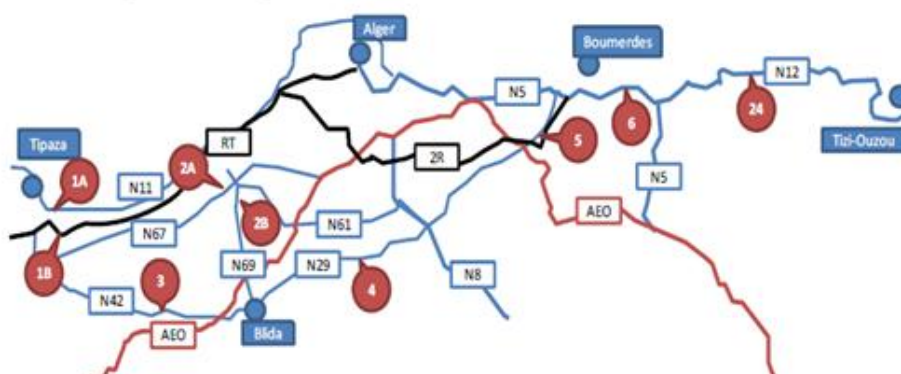 Alger
Boumerdes
N12
N5
24
6
RT
5
Tizi-Ouzou
Tipaza
2A
2R
1A
N11
N5
2B
N61
AEO
N67
1B
N69
N29
N8
3
4
N42
AEO
Blida